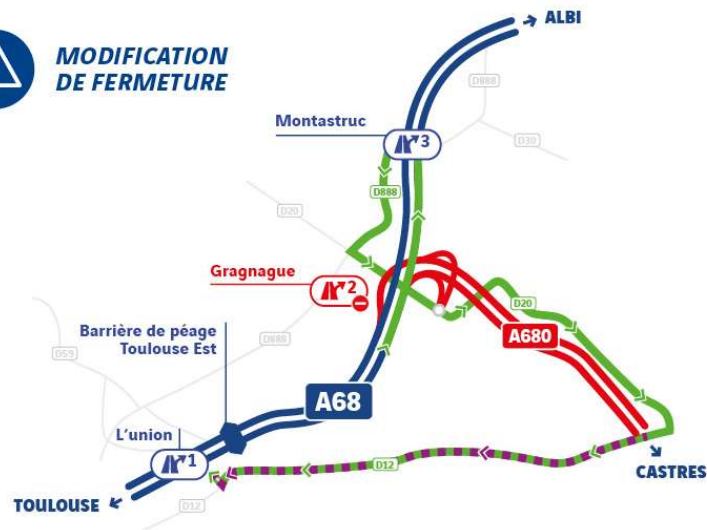 MODIFICATION
DE FERMETURE
ALBI
D888
Montastruc
3
D30
D888
D20
Gragnague
2
D20
Barrière de péage
Toulouse Est
D888
A680
D59
A68
L'union
1
D12
CASTRES
TOULOUSE
D12